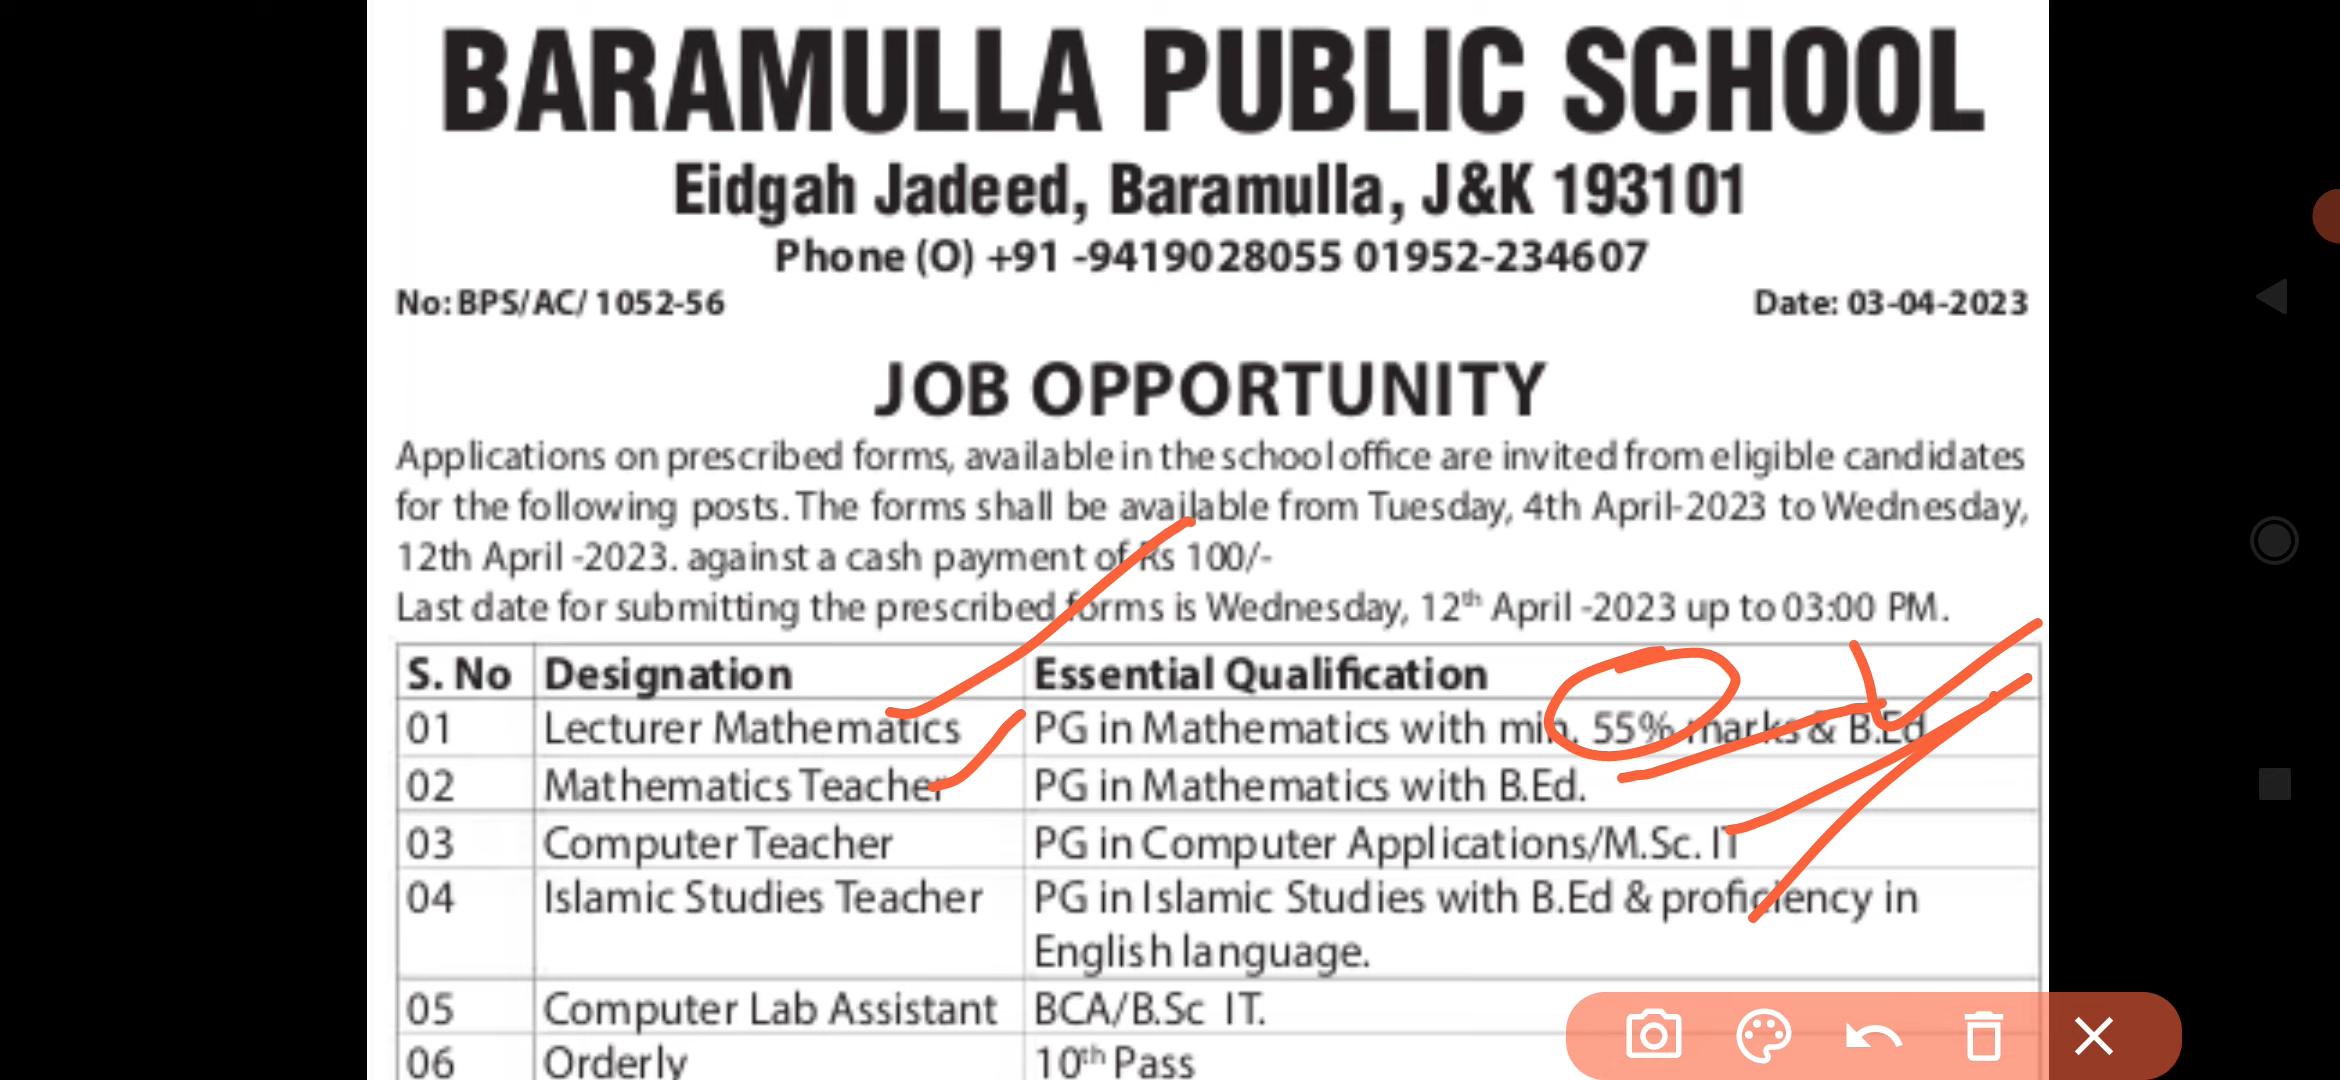 BARAMULLA PUBLIC SCHOOL
Eidgah Jadeed, Baramulla, J&K 193101
Phone (O) +91 -9419028055 01952-234607
No: BPS/AC/ 1052-56 Date: 03-04-2023
JOB OPPORTUNITY
Applications on prescribed forms, available in the school office are invited from eligible candidates
for the following posts. The forms shall be available from Tuesday, 4th April-2023 to Wednesday,
12th April -2023. against a cash payment of Rs 100/-
Last date for submitting the prescribed forms is Wednesday, 12th April -2023 up to 03:00 PM.
S. No Designation Essential Qualification
01 Lecturer Mathematics PG in Mathematics with min. 55% marks & B.Ed
02 Mathematics Teacher PG in Mathematics with B.Ed.
03 Computer Teacher PG in Computer Applications/M.Sc. IT
04 Islamic Studies Teacher PG in Islamic Studies with B.Ed & proficiency in
English language.
05 Computer Lab Assistant BCA/B.Sc IT.
06 Orderly 10th Pass